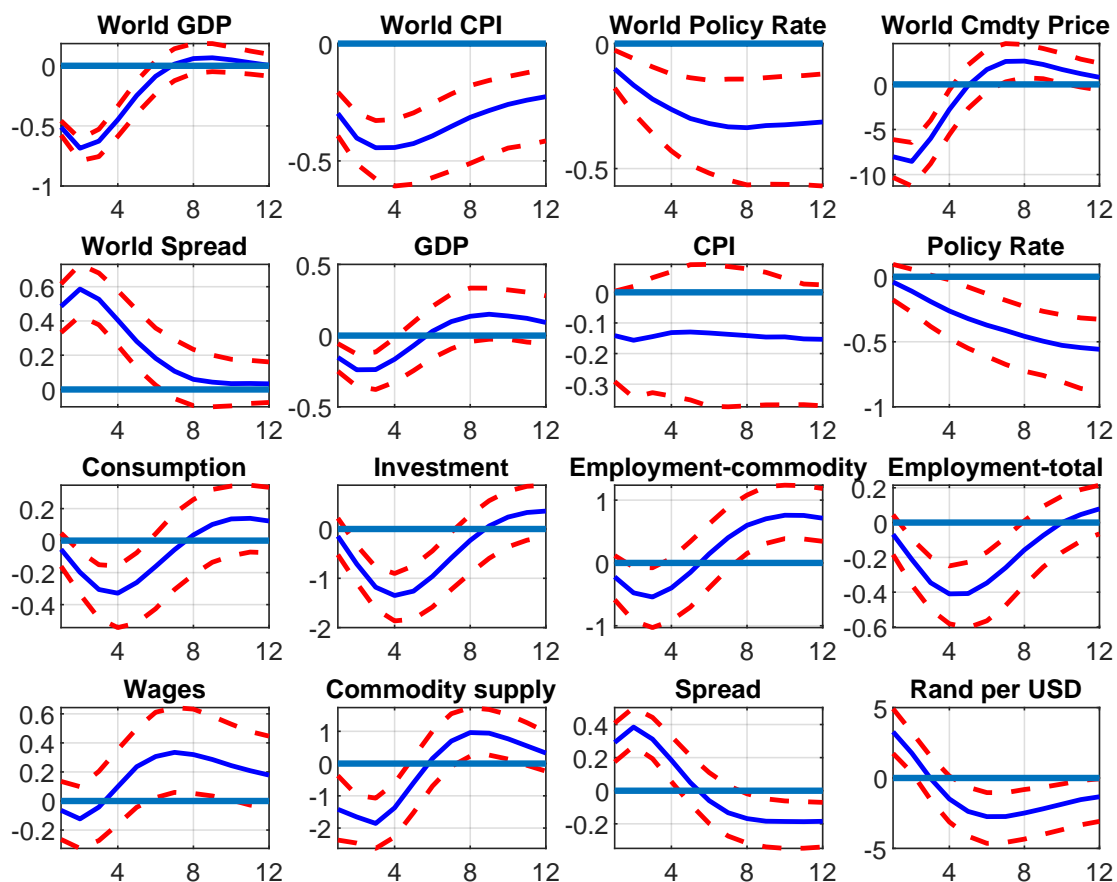 World GDP
0
-0.5
-1
4 8 12
World CPI
0
-0.5
4 8 12
World Policy Rate
0
-0.5
4 8 12
World Cmdty Price
0
-5
-10
4 8 12
World Spread
0.6
0.4
0.2
0
4 8 12
GDP
0.5
0
-0.5
4 8 12
CPI
0
-0.1
-0.2
-0.3
4 8 12
Policy Rate
0
-0.5
-1
4 8 12
Consumption
0.2
0
-0.2
-0.4
4 8 12
Investment
0
-1
-2
4 8 12
Employment-commodity
1
0
-1
4 8 12
Employment-total
0.2
0
-0.2
-0.4
-0.6
4 8 12
Wages
0.6
0.4
0.2
0
-0.2
4 8 12
Commodity supply
1
0
-1
-2
4 8 12
Spread
0.4
0.2
0
-0.2
4 8 12
Rand per USD
5
0
-5
4 8 12